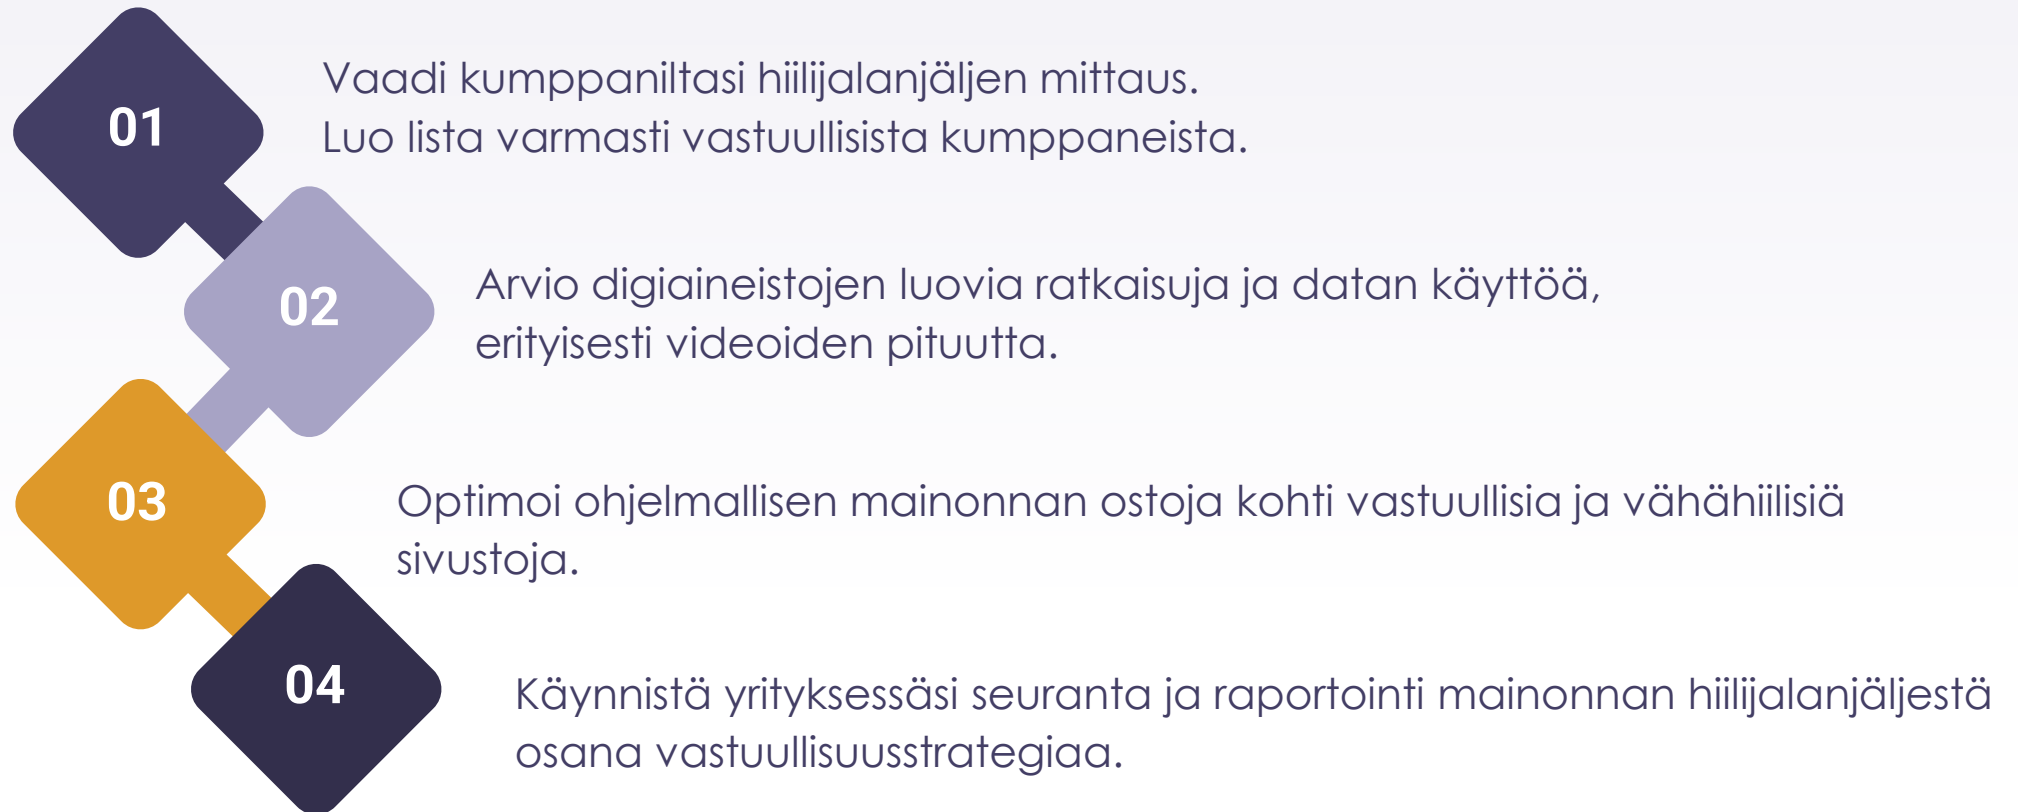 01
Vaadi kumppaniltasi hiilijalanjäljen mittaus.
Luo lista varmasti vastuullisista kumppaneista.
02
Arvio digiaineistojen luovia ratkaisuja ja datan käyttöä,
erityisesti videoiden pituutta.
03
Optimoi ohjelmallisen mainonnan ostoja kohti vastuullisia ja vähähiilisiä
sivustoja.
04
Käynnistä yrityksessäsi seuranta ja raportointi mainonnan hiilijalanjäljestä
osana vastuullisuusstrategiaa.